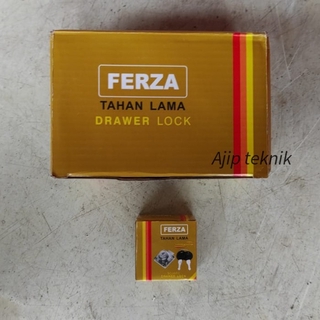 FERZA
TAHAN LAMA
DRAWER LOCK
Ajip teknik
FERZA
TAHAN LAMA